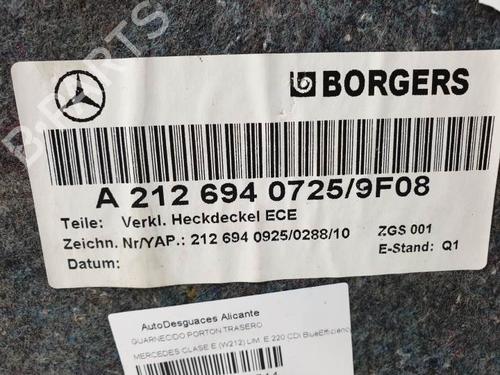 BORGERS
A 212 694 0725/9F08
Teile: Verkl. Heckdeckel ECE
Zeichn. Nr/YAP.: 212 694 0925/0288/10
ZGS 001
Datum:
E-Stand: Q1
AutoDesguaces Alicante
GUARNECIDO PORTON TRASERO
MERCEDES CLASE E (W212) LIM. E 220 CDI BlueEfficiency
B-PARTS